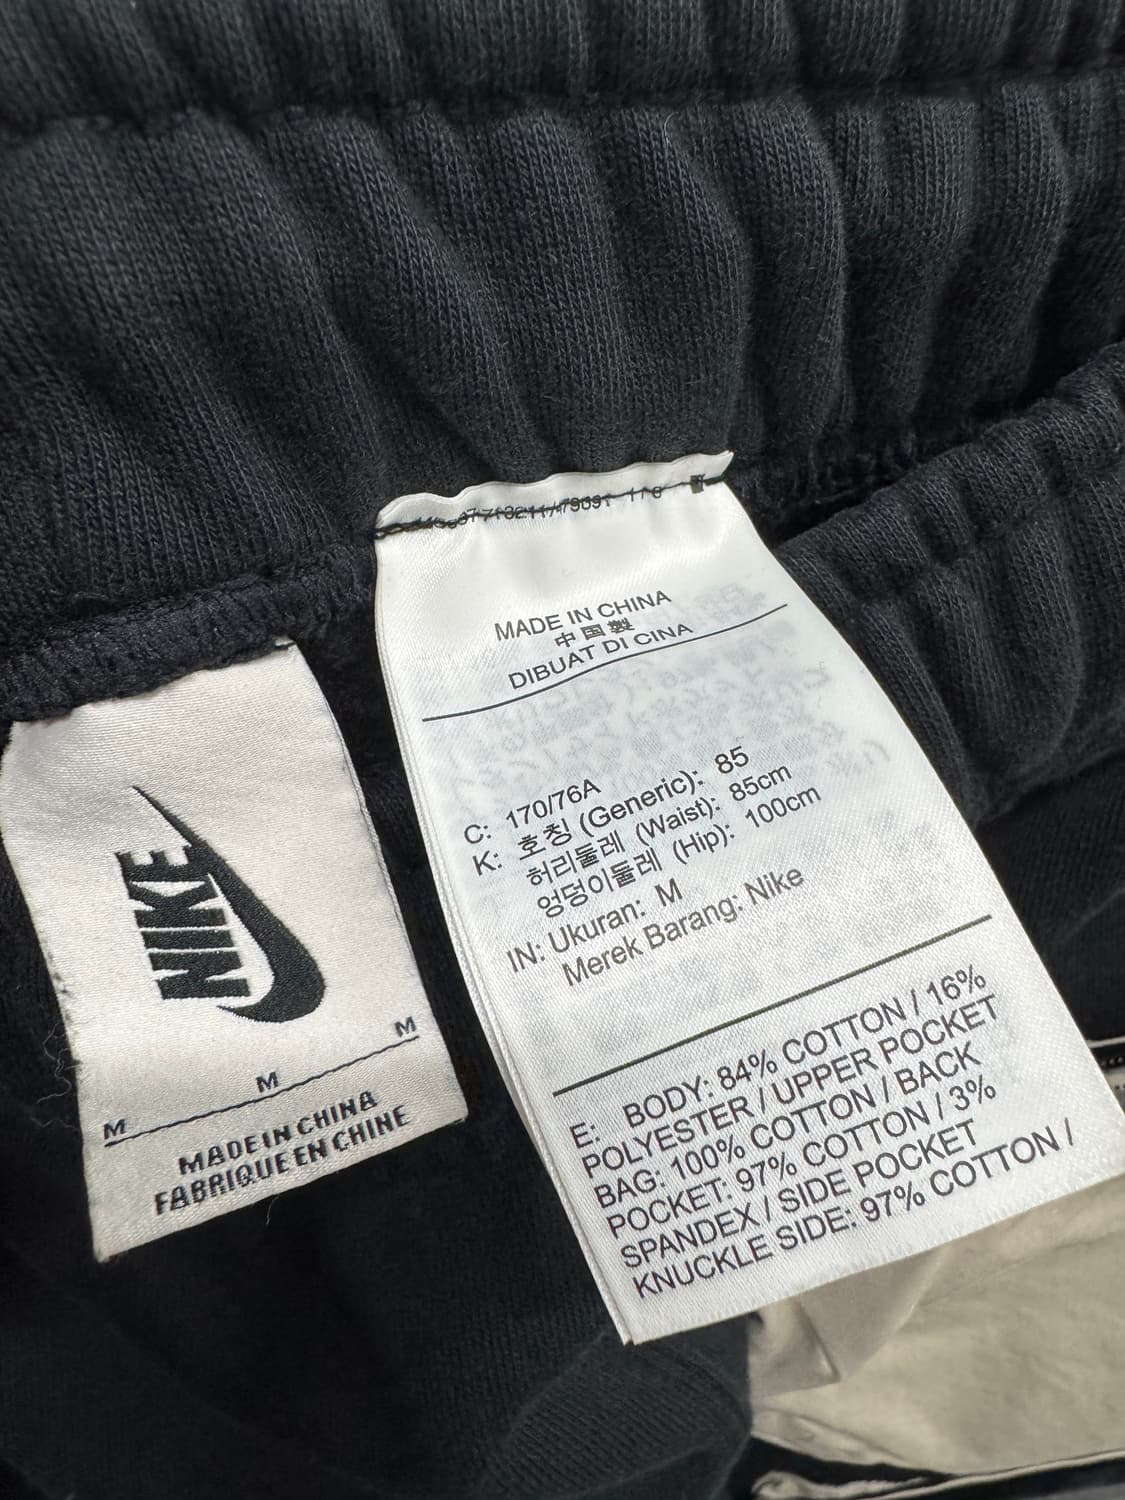 NIKE
M
M
M
MADE IN CHINA
FABRIQUE EN CHINE
MADE IN CHINA
中国製
DIBUAT DI CINA
C: 170/76A
K: 호칭 (Generic): 85
허리둘레 (Waist): 85cm
엉덩이둘레 (Hip): 100cm
IN: Ukuran: M
Merek Barang: Nike
E: BODY: 84% COTTON / 16%
POLYESTER / UPPER POCKET
BAG: 100% COTTON / BACK
POCKET: 97% COTTON / 3%
SPANDEX / SIDE POCKET
KNUCKLE SIDE: 97% COTTON /